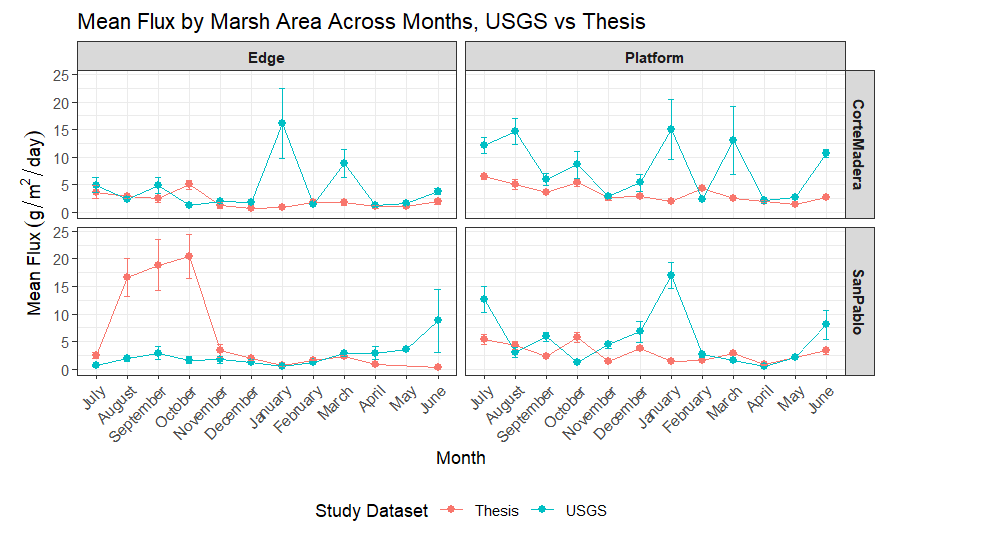 Mean Flux by Marsh Area Across Months, USGS vs Thesis
Edge
Platform
25
20
15
10
5
0
CorteMadera
25
20
15
10
5
0
SanPablo
Mean Flux (g/m²/day)
July
August
September
October
November
December
January
February
March
April
May
June
July
August
September
October
November
December
January
February
March
April
May
June
Month
Study Dataset Thesis USGS